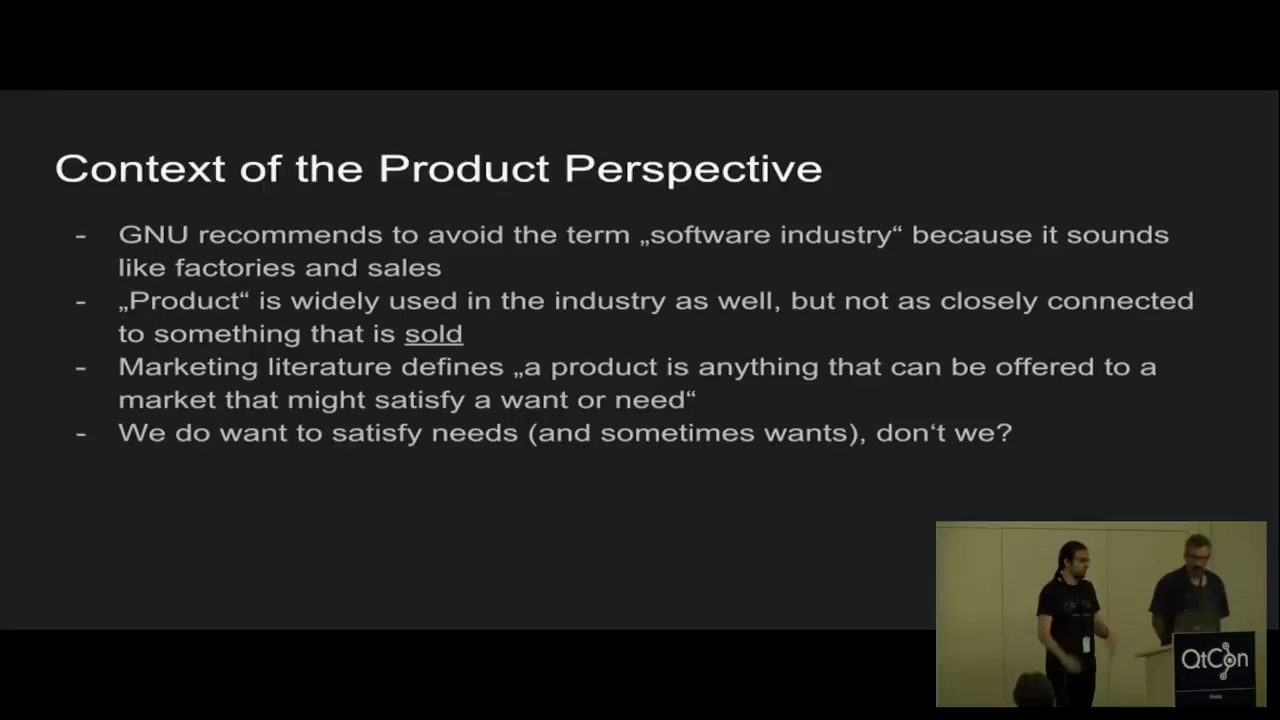 Context of the Product Perspective
- GNU recommends to avoid the term „software industry“ because it sounds
like factories and sales
- „Product“ is widely used in the industry as well, but not as closely connected
to something that is sold
- Marketing literature defines „a product is anything that can be offered to a
market that might satisfy a want or need“
- We do want to satisfy needs (and sometimes wants), don‘t we?
QtCon